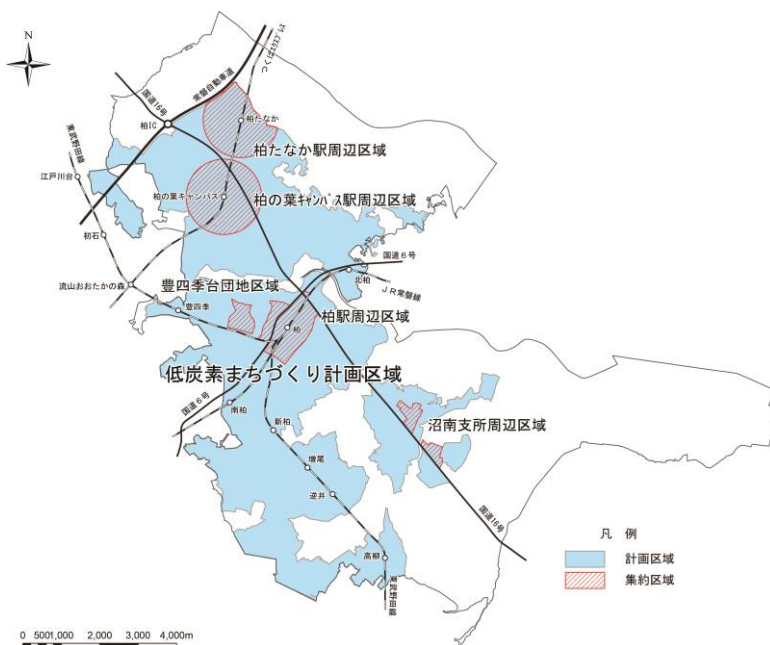 N
つくばエクスプレス
常磐自動車道
国道16号
柏IC
柏たなか
東武野田線
柏たなか駅周辺区域
江戸川台
柏の葉キャンパス
柏の葉ｷｬﾝﾊﾟｽ駅周辺区域
初石
国道６号
北柏
流山おおたかの森
豊四季台団地区域
ＪＲ常磐線
豊四季
柏駅周辺区域
柏
低炭素まちづくり計画区域
国道６号
南柏
新柏
沼南支所周辺区域
増尾
逆井
国道16号
高柳
東武野田線
凡　例
計画区域
集約区域
0 500 1,000 2,000 3,000 4,000m